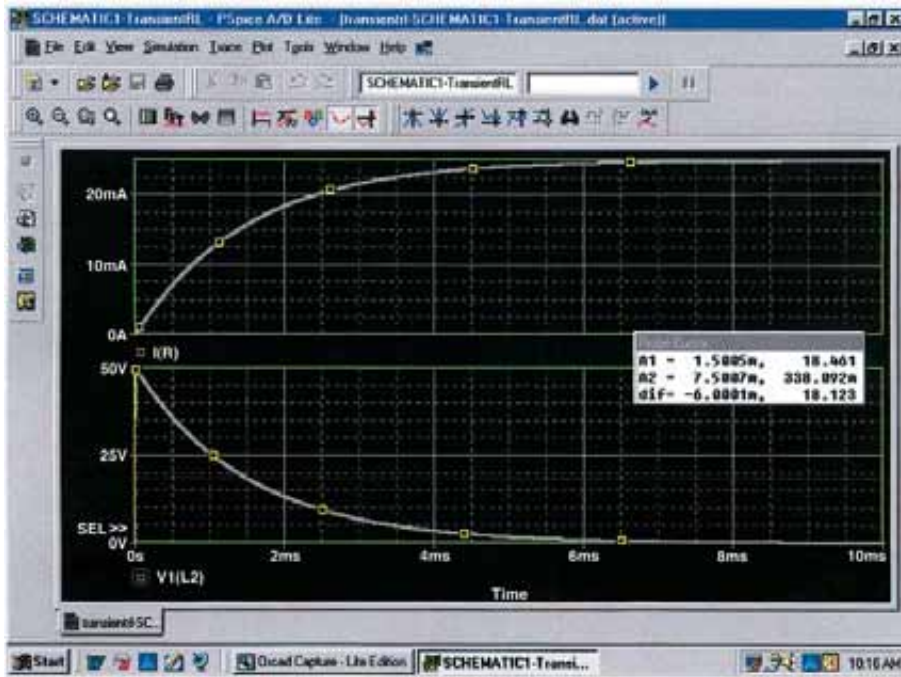 SCHEMATIC1-TransientRL - PSpice A/D Lite - [transientrl-SCHEMATIC1-TransientRL.dat (active)]
File Edit View Simulation Trace Plot Tools Window Help
SCHEMATIC1-TransientRL
20mA
10mA
0A
I(R)
A1 = 1.5005m, 18.461
A2 = 7.5007m, 338.092m
dif= -6.0001m, 18.123
50V
25V
SEL >>
0V
0s 2ms 4ms 6ms 8ms 10ms
V1(L2)
Time
Start
Orcad Capture - Lite Edition
SCHEMATIC1-Transi...
10:16 AM